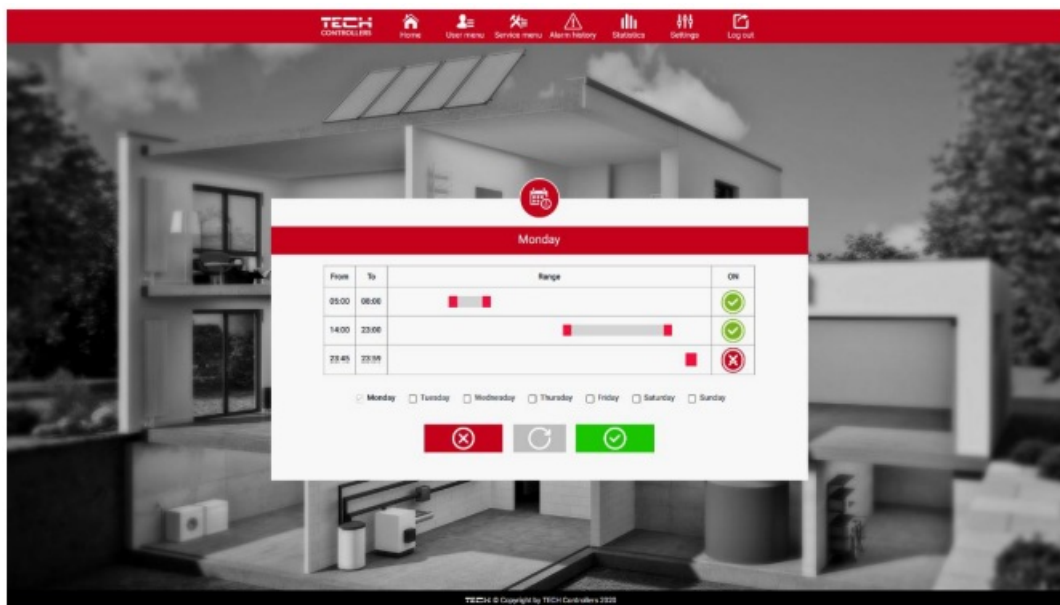 TECH
CONTROLLERS
Home User menu Service menu Alarm history Statistics Settings Log out
Monday
From To Range ON
05:00 08:00
14:00 23:00
23:45 23:59
Monday Tuesday Wednesday Thursday Friday Saturday Sunday
TECH © Copyright by TECH Controllers 2020